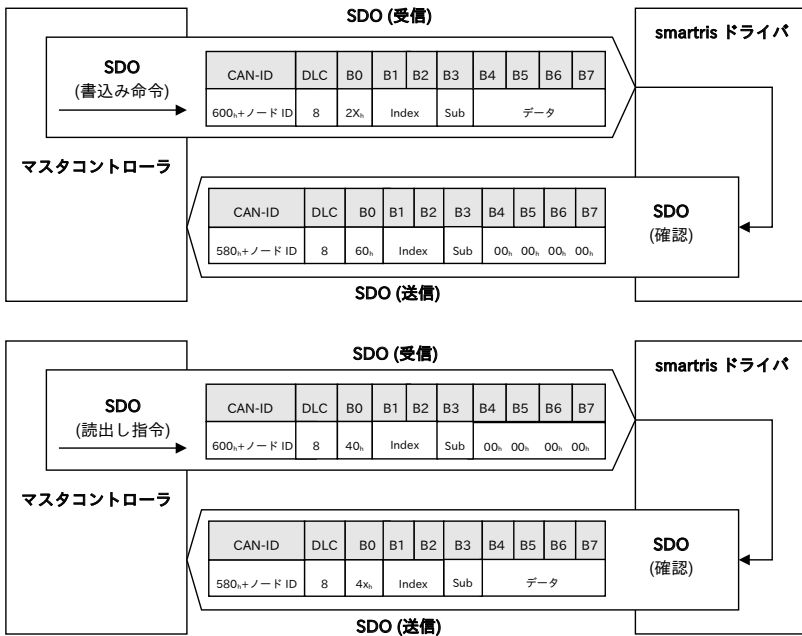 SDO (受信)
smartris ドライバ
SDO
(書込み命令)
CAN-ID DLC B0 B1 B2 B3 B4 B5 B6 B7
600h+ノード ID 8 2Xh Index Sub データ
マスタコントローラ
CAN-ID DLC B0 B1 B2 B3 B4 B5 B6 B7
580h+ノード ID 8 60h Index Sub 00h 00h 00h 00h
SDO
(確認)
SDO (送信)
SDO (受信)
smartris ドライバ
SDO
(読出し指令)
CAN-ID DLC B0 B1 B2 B3 B4 B5 B6 B7
600h+ノード ID 8 40h Index Sub 00h 00h 00h 00h
マスタコントローラ
CAN-ID DLC B0 B1 B2 B3 B4 B5 B6 B7
580h+ノード ID 8 4xh Index Sub データ
SDO
(確認)
SDO (送信)